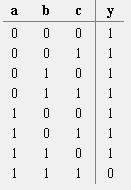 a b c y
0 0 0 1
0 0 1 1
0 1 0 1
0 1 1 1
1 0 0 1
1 0 1 1
1 1 0 1
1 1 1 0